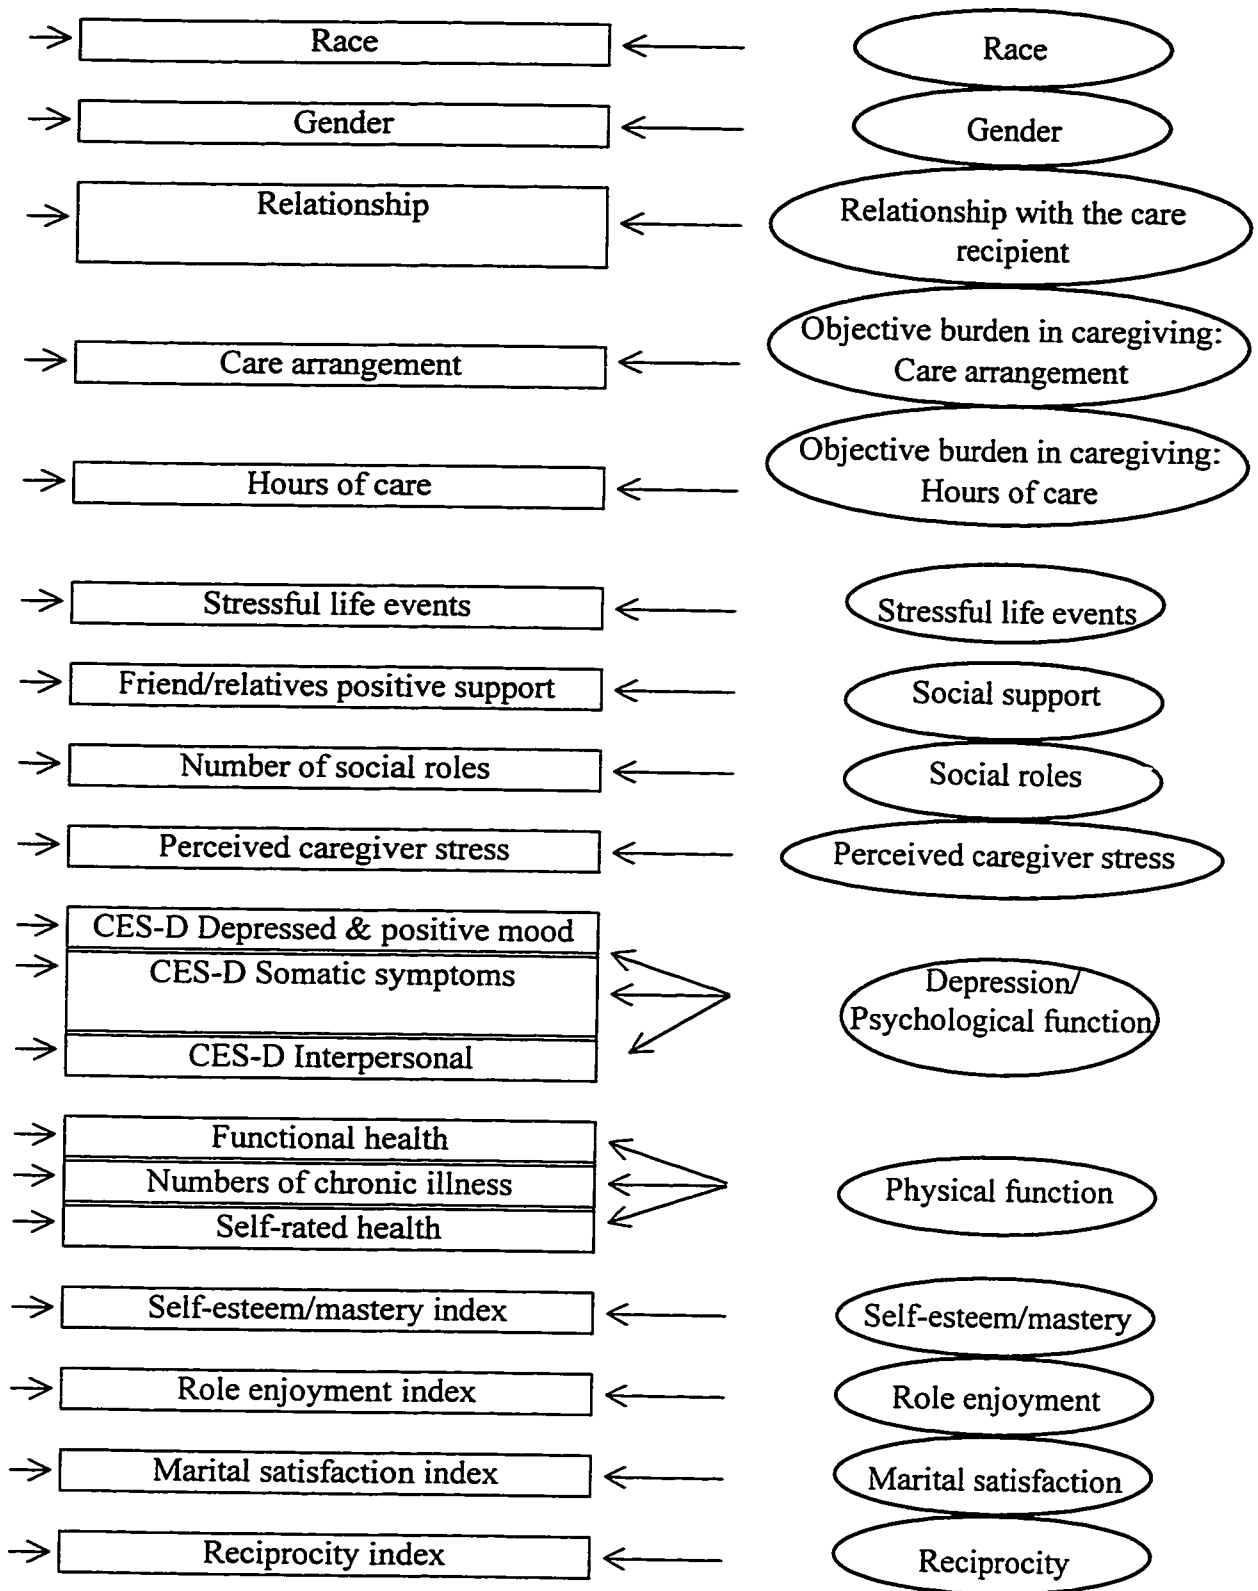 Race
Race
Gender
Gender
Relationship
Relationship with the care
recipient
Care arrangement
Objective burden in caregiving:
Care arrangement
Hours of care
Objective burden in caregiving:
Hours of care
Stressful life events
Stressful life events
Friend/relatives positive support
Social support
Number of social roles
Social roles
Perceived caregiver stress
Perceived caregiver stress
CES-D Depressed & positive mood
CES-D Somatic symptoms
CES-D Interpersonal
Depression/
Psychological function
Functional health
Numbers of chronic illness
Self-rated health
Physical function
Self-esteem/mastery index
Self-esteem/mastery
Role enjoyment index
Role enjoyment
Marital satisfaction index
Marital satisfaction
Reciprocity index
Reciprocity